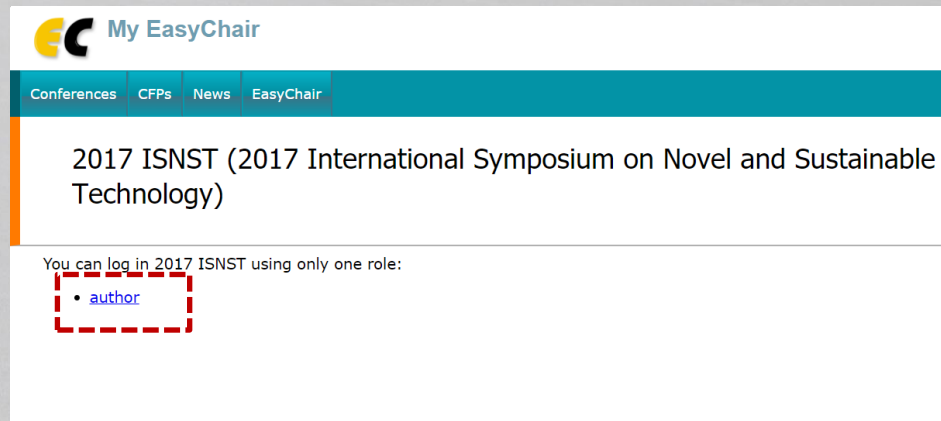 EC My EasyChair
Conferences CFPs News EasyChair
2017 ISNST (2017 International Symposium on Novel and Sustainable
Technology)
You can log in 2017 ISNST using only one role:
• author